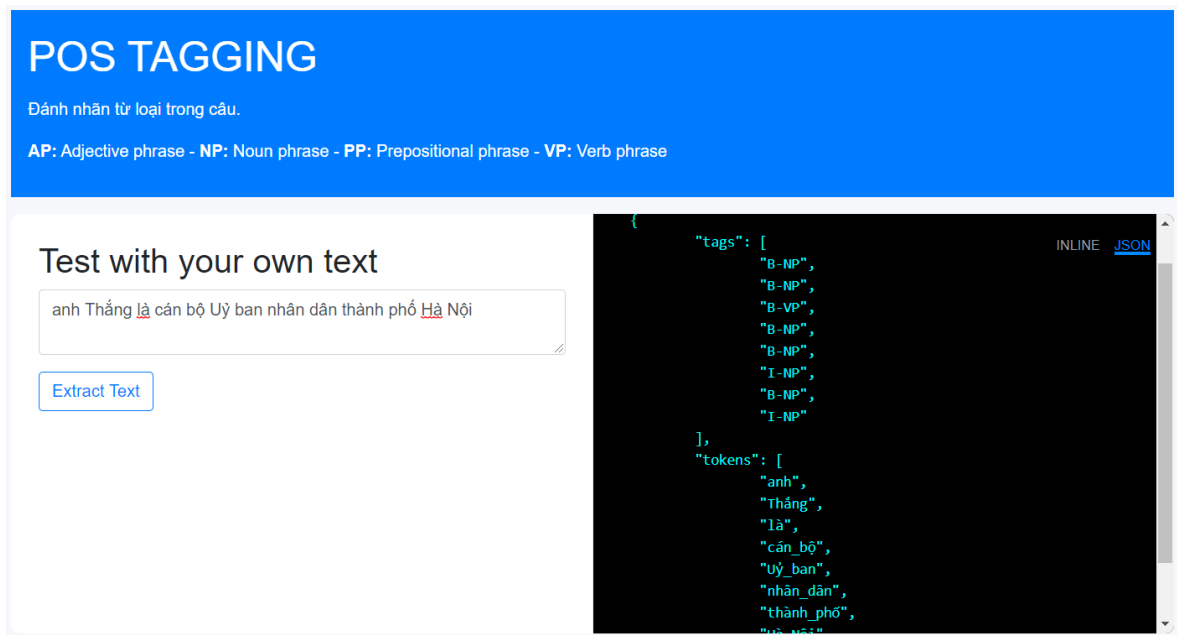 POS TAGGING
Đánh nhãn từ loại trong câu.
AP: Adjective phrase - NP: Noun phrase - PP: Prepositional phrase - VP: Verb phrase
Test with your own text
anh Thắng là cán bộ Uỷ ban nhân dân thành phố Hà Nội
Extract Text
INLINE JSON
{
"tags": [
"B-NP",
"B-NP",
"B-VP",
"B-NP",
"B-NP",
"I-NP",
"B-NP",
"I-NP"
],
"tokens": [
"anh",
"Thắng",
"là",
"cán_bộ",
"Uỷ_ban",
"nhân_dân",
"thành_phố",
"Hà_Nội"